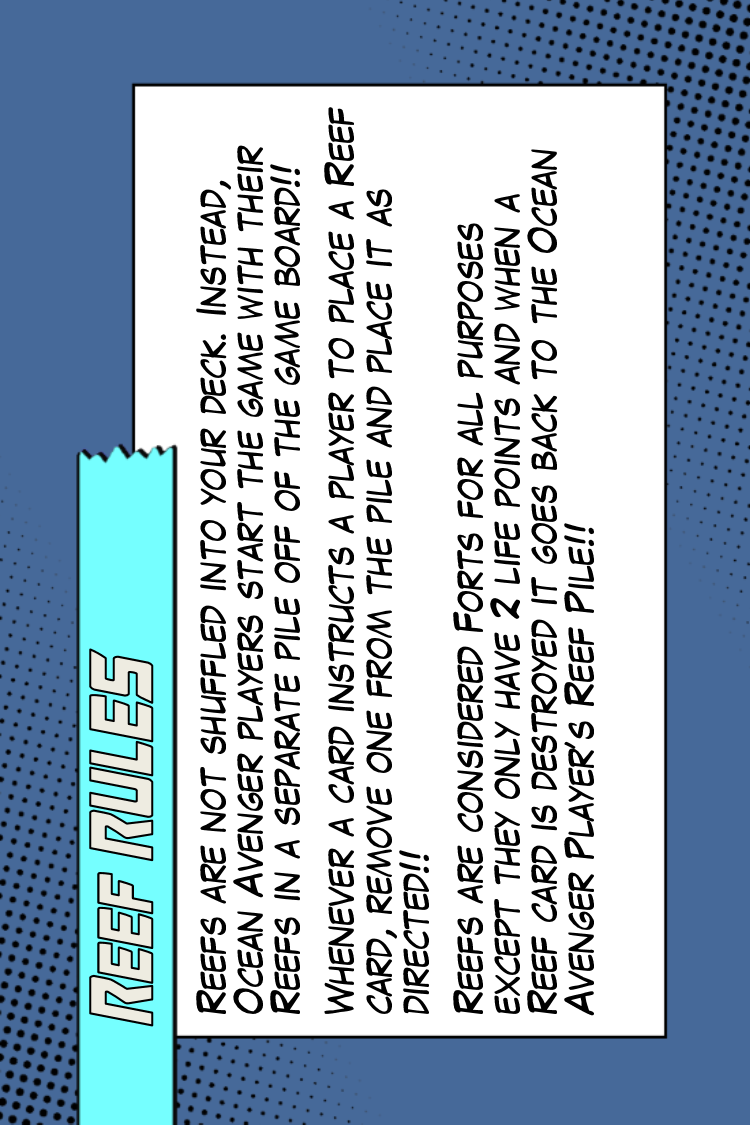 Reef Rules
Reefs are not shuffled into your deck. Instead,
Ocean Avenger players start the game with their
Reefs in a separate pile off of the game board!!
Whenever a card instructs a player to place a Reef
card, remove one from the pile and place it as
directed!!
Reefs are considered Forts for all purposes
except they only have 2 life points and when a
Reef card is destroyed it goes back to the Ocean
Avenger Player's Reef Pile!!